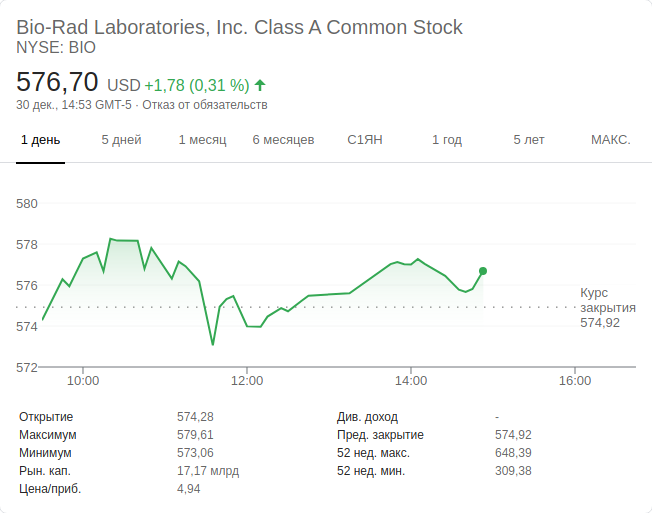 Bio-Rad Laboratories, Inc. Class A Common Stock
NYSE: BIO
576,70 USD +1,78 (0,31 %)
30 дек., 14:53 GMT-5 · Отказ от обязательств
1 день 5 дней 1 месяц 6 месяцев С1ЯН 1 год 5 лет МАКС.
580
578
576
574
572
Курс
закрытия
574,92
10:00 12:00 14:00 16:00
Открытие 574,28 Див. доход -
Максимум 579,61 Пред. закрытие 574,92
Минимум 573,06 52 нед. макс. 648,39
Рын. кап. 17,17 млрд 52 нед. мин. 309,38
Цена/приб. 4,94